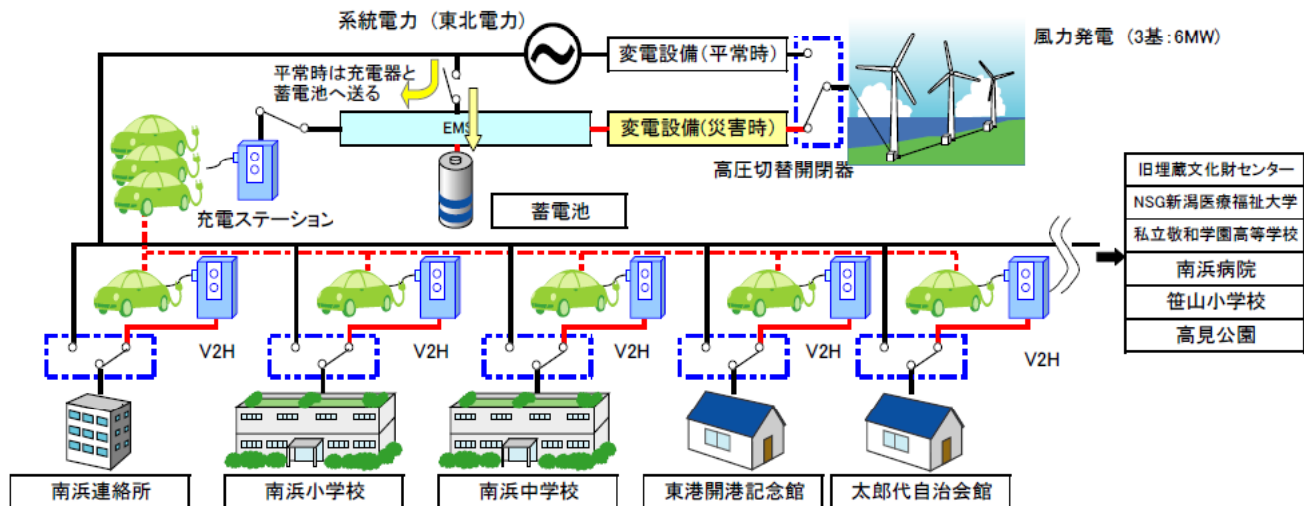 系統電力 (東北電力)
変電設備(平常時)
風力発電 (3基:6MW)
平常時は充電器と
蓄電池へ送る
EMS
変電設備(災害時)
高圧切替開閉器
充電ステーション
蓄電池
旧埋蔵文化財センター
NSG新潟医療福祉大学
私立敬和学園高等学校
南浜病院
笹山小学校
高見公園
V2H
V2H
V2H
V2H
V2H
南浜連絡所
南浜小学校
南浜中学校
東港開港記念館
太郎代自治会館